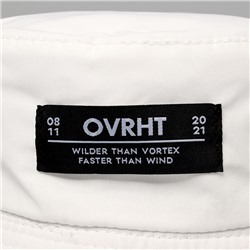 08 OVRHT 20
11 21
WILDER THAN VORTEX
FASTER THAN WIND